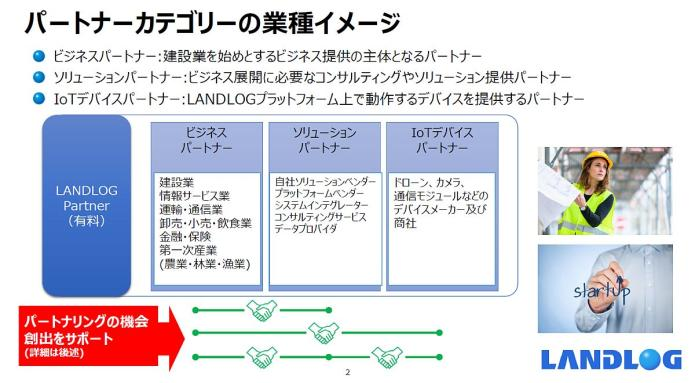 パートナーカテゴリーの業種イメージ
ビジネスパートナー:建設業を始めとするビジネス提供の主体となるパートナー
ソリューションパートナー:ビジネス展開に必要なコンサルティングやソリューション提供パートナー
IoTデバイスパートナー:LANDLOGプラットフォーム上で動作するデバイスを提供するパートナー
LANDLOG
Partner
(有料)
ビジネス
パートナー
建設業
情報サービス業
運輸・通信業
卸売・小売・飲食業
金融・保険
第一次産業
(農業・林業・漁業)
ソリューション
パートナー
自社ソリューションベンダー
プラットフォームベンダー
システムインテグレーター
コンサルティングサービス
データプロバイダ
IoTデバイス
パートナー
ドローン、カメラ、
通信モジュールなどの
デバイスメーカー及び
商社
startup
パートナリングの機会
創出をサポート
(詳細は後述)
2
LANDLOG